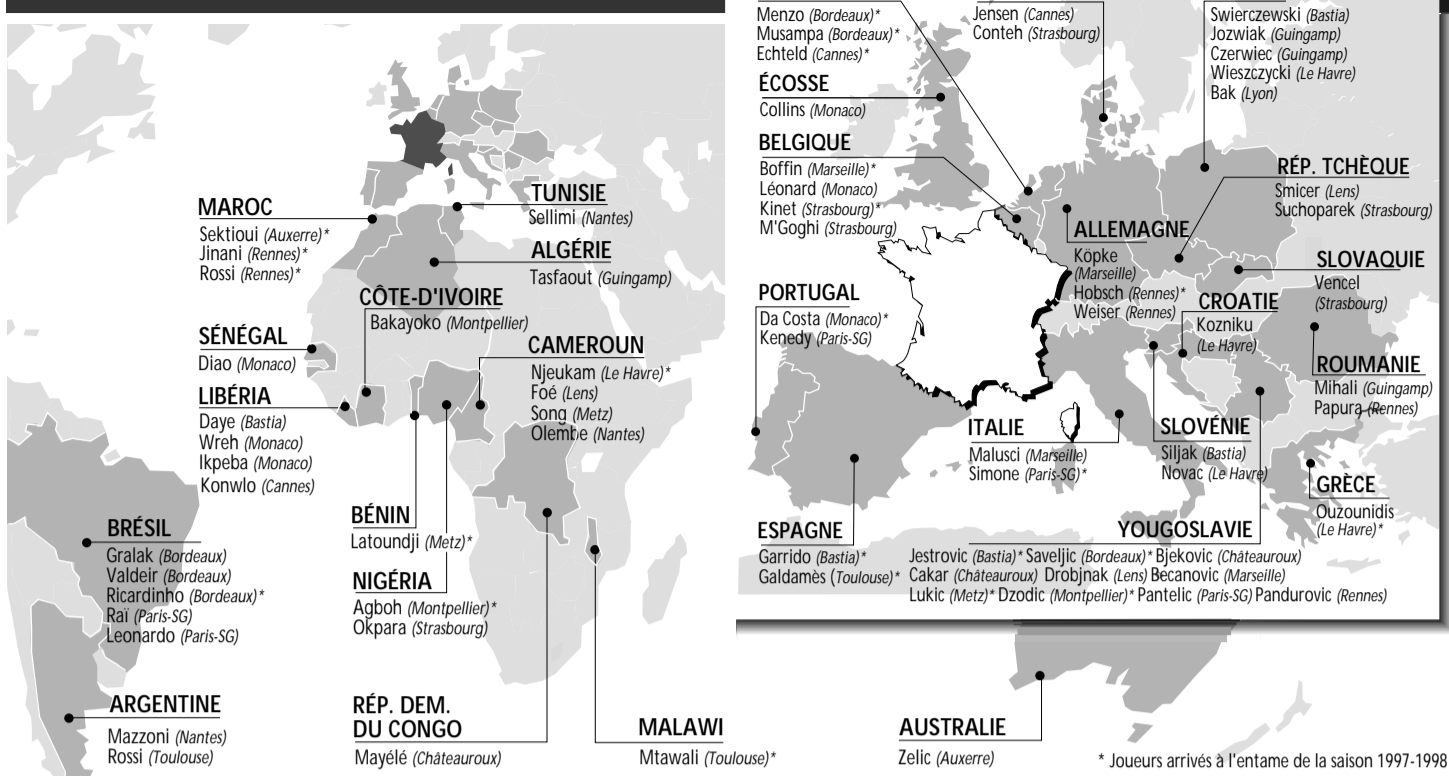 MAROC
Sektioui (Auxerre)*
Jinani (Rennes)*
Rossi (Rennes)*
TUNISIE
Sellimi (Nantes)
ALGÉRIE
Tasfaout (Guingamp)
CÔTE-D'IVOIRE
Bakayoko (Montpellier)
SÉNÉGAL
Diao (Monaco)
CAMEROUN
Njeukam (Le Havre)*
Foé (Lens)
Song (Metz)
Olembe (Nantes)
LIBÉRIA
Daye (Bastia)
Wreh (Monaco)
Ikpeba (Monaco)
Konwlo (Cannes)
BRÉSIL
Gralak (Bordeaux)
Valdeir (Bordeaux)
Ricardinho (Bordeaux)*
Raï (Paris-SG)
Leonardo (Paris-SG)
BÉNIN
Latoundji (Metz)*
NIGÉRIA
Agboh (Montpellier)*
Okpara (Strasbourg)
ARGENTINE
Mazzoni (Nantes)
Rossi (Toulouse)
RÉP. DEM.
DU CONGO
Mayélé (Châteauroux)
MALAWI
Mtawali (Toulouse)*
Menzo (Bordeaux)*
Musampa (Bordeaux)*
Echteld (Cannes)*
Jensen (Cannes)
Conteh (Strasbourg)
Swierczewski (Bastia)
Jozwiak (Guingamp)
Czerwiec (Guingamp)
Wieszczycki (Le Havre)
Bak (Lyon)
ÉCOSSE
Collins (Monaco)
BELGIQUE
Boffin (Marseille)*
Léonard (Monaco)
Kinet (Strasbourg)*
M'Goghi (Strasbourg)
RÉP. TCHÈQUE
Smicer (Lens)
Suchoparek (Strasbourg)
ALLEMAGNE
Köpke
(Marseille)
Hobsch (Rennes)*
Weiser (Rennes)
SLOVAQUIE
Vencel
(Strasbourg)
PORTUGAL
Da Costa (Monaco)*
Kenedy (Paris-SG)
CROATIE
Kozniku
(Le Havre)
ROUMANIE
Mihali (Guingamp)
Papura (Rennes)
ITALIE
Malusci (Marseille)
Simone (Paris-SG)*
SLOVÉNIE
Siljak (Bastia)
Novac (Le Havre)
GRÈCE
Ouzounidis
(Le Havre)*
ESPAGNE
Garrido (Bastia)*
Galdamès (Toulouse)*
YOUGOSLAVIE
Jestrovic (Bastia)* Saveljic (Bordeaux)* Bjekovic (Châteauroux)
Cakar (Châteauroux) Drobjnak (Lens) Becanovic (Marseille)
Lukic (Metz)* Dzodic (Montpellier)* Pantelic (Paris-SG) Pandurovic (Rennes)
AUSTRALIE
Zelic (Auxerre)
* Joueurs arrivés à l'entame de la saison 1997-1998